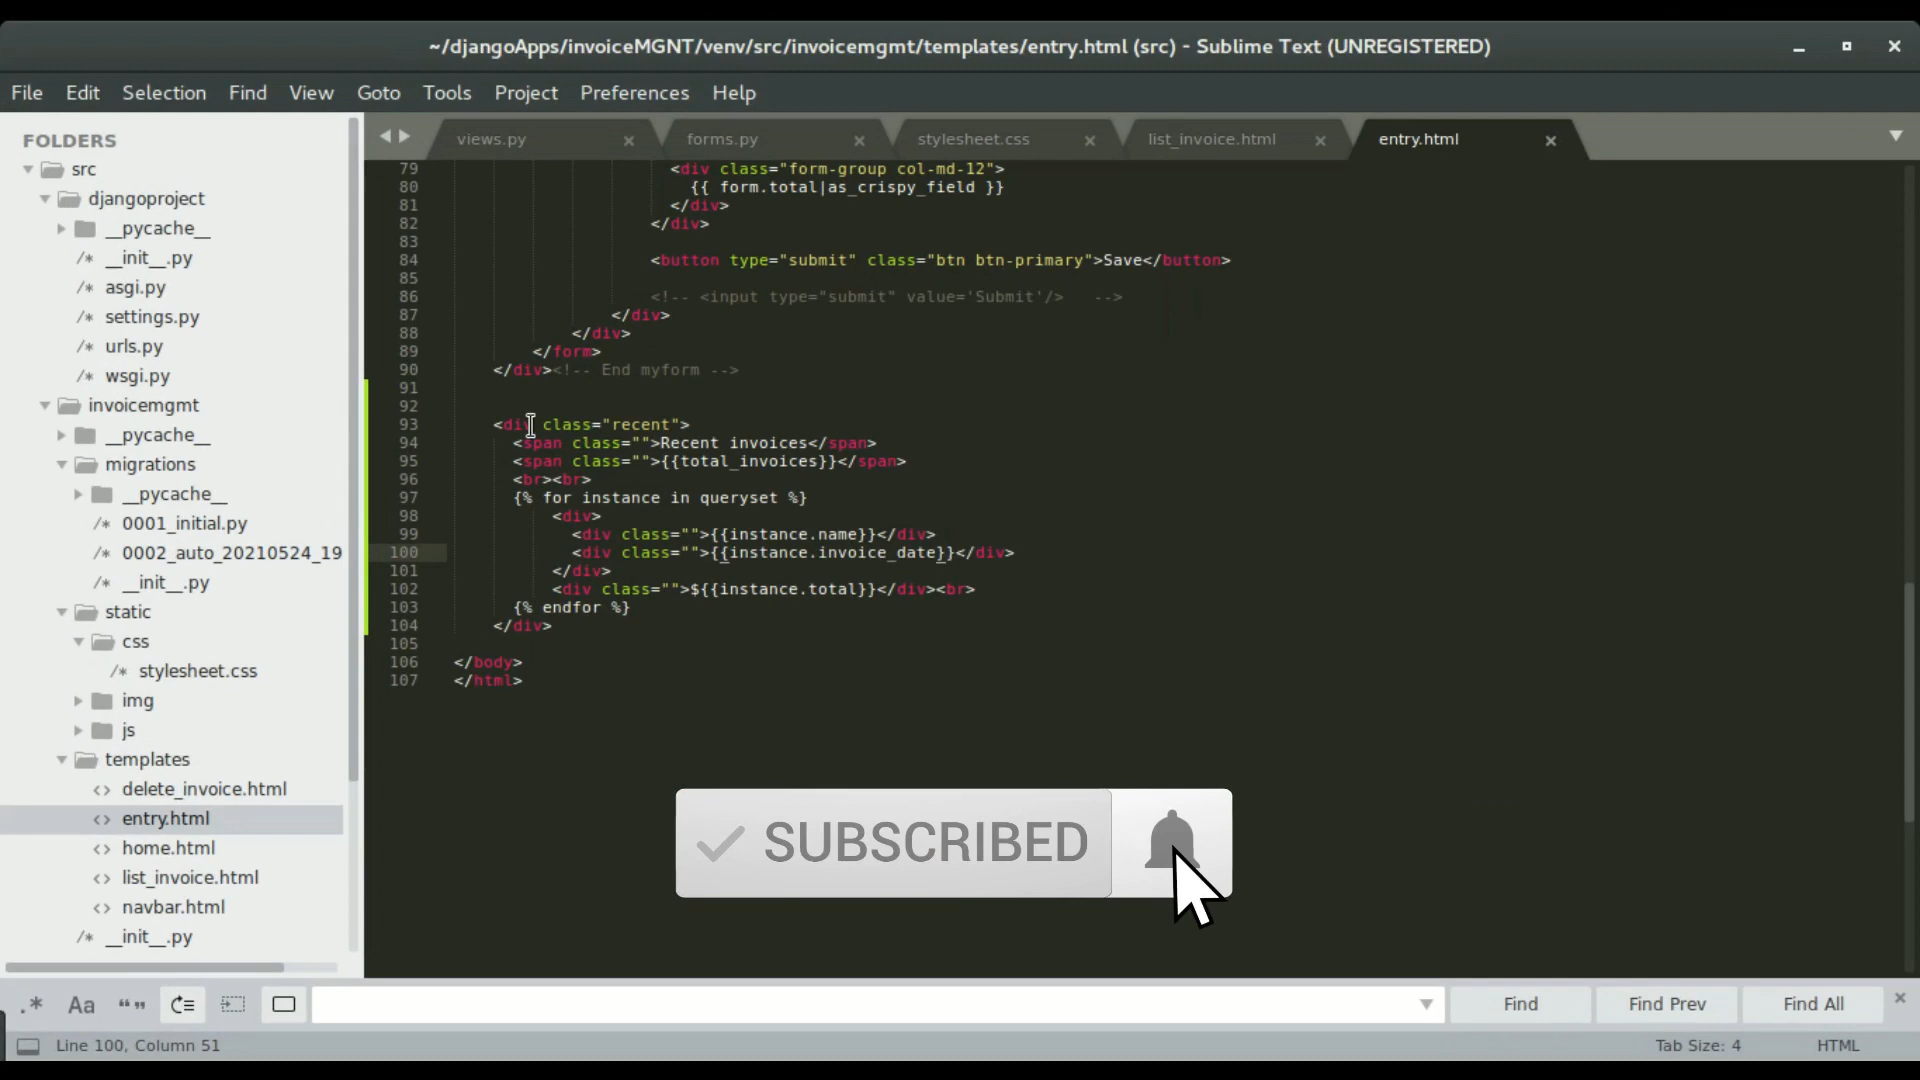 ~/djangoApps/invoiceMGNT/venv/src/invoicemgmt/templates/entry.html (src) - Sublime Text (UNREGISTERED)
File Edit Selection Find View Goto Tools Project Preferences Help
FOLDERS
src
djangoproject
__pycache__
/* __init__.py
/* asgi.py
/* settings.py
/* urls.py
/* wsgi.py
invoicemgmt
__pycache__
migrations
__pycache__
/* 0001_initial.py
/* 0002_auto_20210524_19
/* __init__.py
static
css
/* stylesheet.css
img
js
templates
<> delete_invoice.html
<> entry.html
<> home.html
<> list_invoice.html
<> navbar.html
/* __init__.py
views.py forms.py stylesheet.css list_invoice.html entry.html
79 <div class="form-group col-md-12">
80 {{ form.total|as_crispy_field }}
81 </div>
82 </div>
83
84 <button type="submit" class="btn btn-primary">Save</button>
85
86 <!-- <input type="submit" value='Submit'/> -->
87 </div>
88 </div>
89 </form>
90 </div><!-- End myform -->
91
92
93 <div class="recent">
94 <span class="">Recent invoices</span>
95 <span class="">{{total_invoices}}</span>
96 <br><br>
97 {% for instance in queryset %}
98 <div>
99 <div class="">{{instance.name}}</div>
100 <div class="">{{instance.invoice_date}}</div>
101 </div>
102 <div class="">${{instance.total}}</div><br>
103 {% endfor %}
104 </div>
105
106 </body>
107 </html>
SUBSCRIBED
.* Aa “” Find Find Prev Find All
Line 100, Column 51 Tab Size: 4 HTML